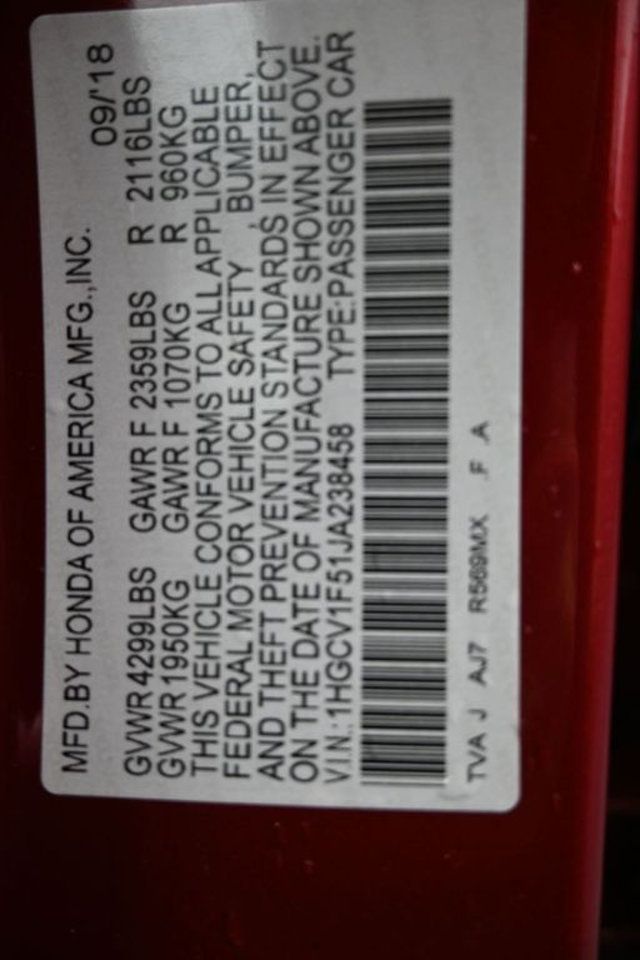 MFD.BY HONDA OF AMERICA MFG.,INC. 09/'18
GVWR 4299LBS GAWR F 2359LBS R 2116LBS
GVWR 1950KG GAWR F 1070KG R 960KG
THIS VEHICLE CONFORMS TO ALL APPLICABLE
FEDERAL MOTOR VEHICLE SAFETY , BUMPER,
AND THEFT PREVENTION STANDARDS IN EFFECT
ON THE DATE OF MANUFACTURE SHOWN ABOVE.
V.I.N.:1HGCV1F51JA238458 TYPE:PASSENGER CAR
TVA J AJ7 R569MX F A